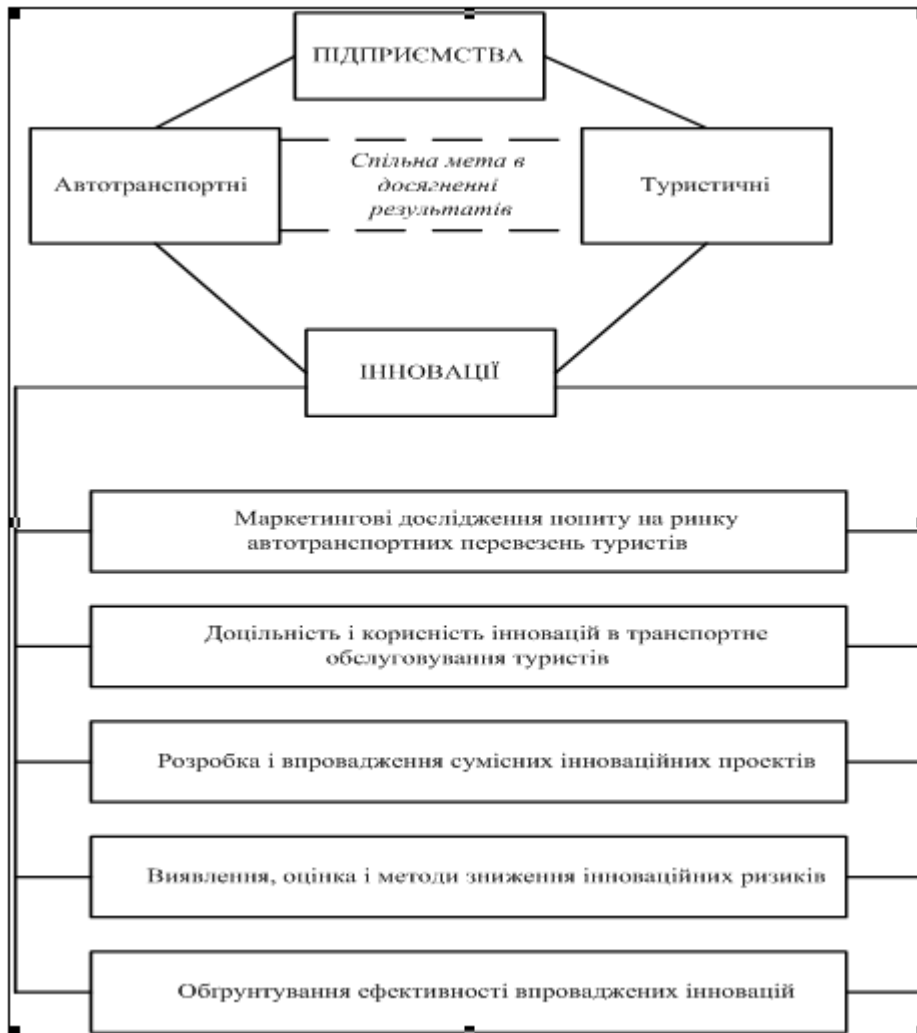 ПІДПРИЄМСТВА
Автотранспортні
Спільна мета в
досягненні
результатів
Туристичні
ІННОВАЦІЇ
Маркетингові дослідження попиту на ринку
автотранспортних перевезень туристів
Доцільність і корисність інновацій в транспортне
обслуговування туристів
Розробка і впровадження сумісних інноваційних проектів
Виявлення, оцінка і методи зниження інноваційних ризиків
Обґрунтування ефективності впроваджених інновацій